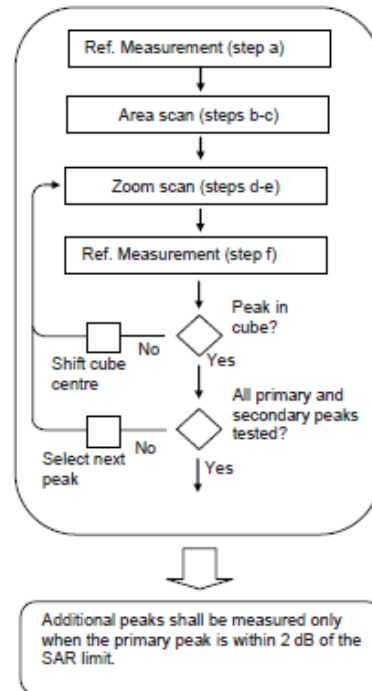 Ref. Measurement (step a)
Area scan (steps b-c)
Zoom scan (steps d-e)
Ref. Measurement (step f)
Peak in
cube?
No
Yes
Shift cube
centre
All primary and
secondary peaks
tested?
No
Yes
Select next
peak
Additional peaks shall be measured only
when the primary peak is within 2 dB of the
SAR limit.